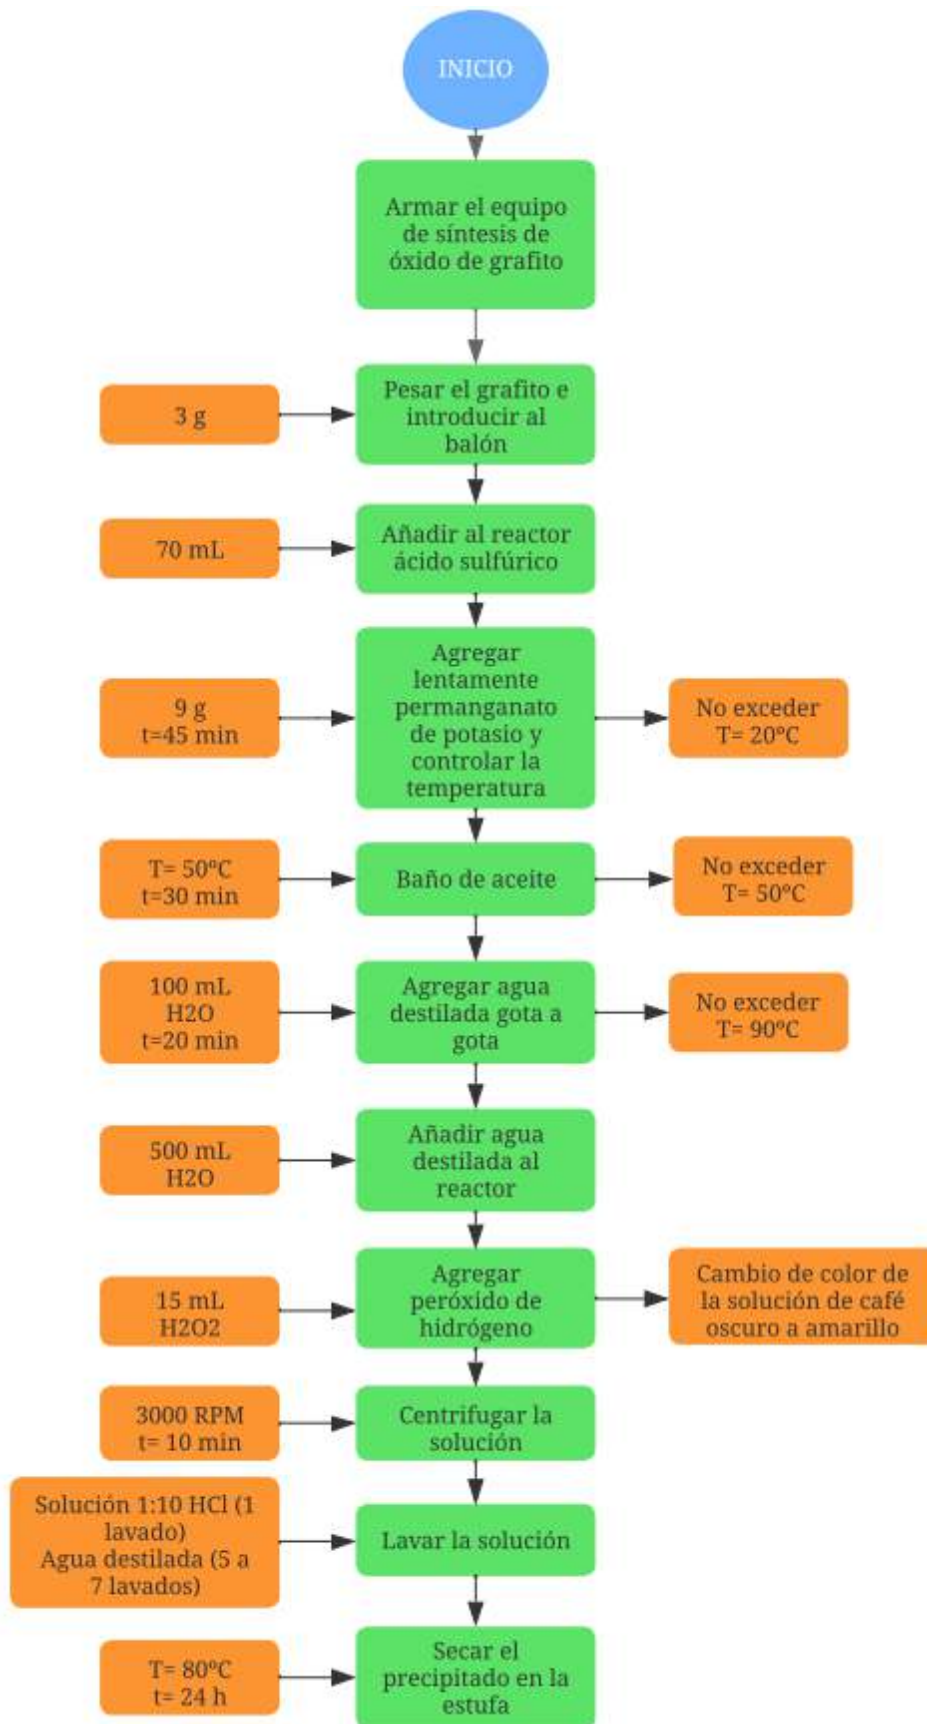 INICIO
Armar el equipo
de síntesis de
óxido de grafito
3 g
Pesar el grafito e
introducir al
balón
70 mL
Añadir al reactor
ácido sulfúrico
9 g
t=45 min
Agregar
lentamente
permanganato
de potasio y
controlar la
temperatura
No exceder
T= 20ºC
T= 50ºC
t=30 min
Baño de aceite
No exceder
T= 50ºC
100 mL
H2O
t=20 min
Agregar agua
destilada gota a
gota
No exceder
T= 90ºC
500 mL
H2O
Añadir agua
destilada al
reactor
15 mL
H2O2
Agregar
peróxido de
hidrógeno
Cambio de color de
la solución de café
oscuro a amarillo
3000 RPM
t= 10 min
Centrifugar la
solución
Solución 1:10 HCl (1
lavado)
Agua destilada (5 a
7 lavados)
Lavar la solución
T= 80ºC
t= 24 h
Secar el
precipitado en la
estufa